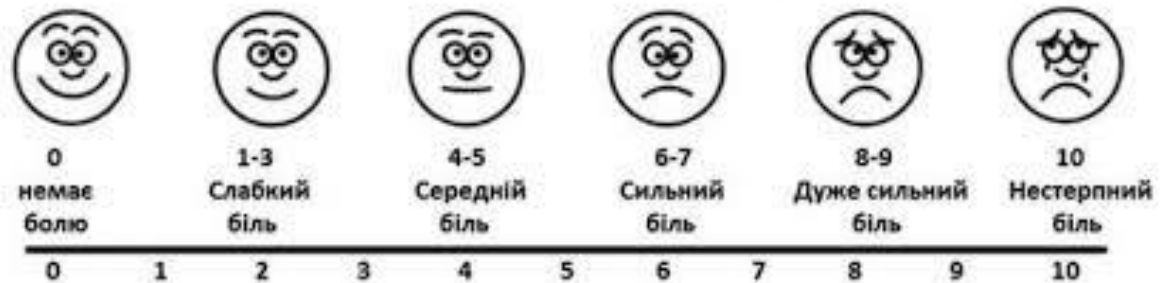 0 1-3 4-5 6-7 8-9 10
немає Слабкий Середній Сильний Дуже сильний Нестерпний
болю біль біль біль біль біль
0 1 2 3 4 5 6 7 8 9 10